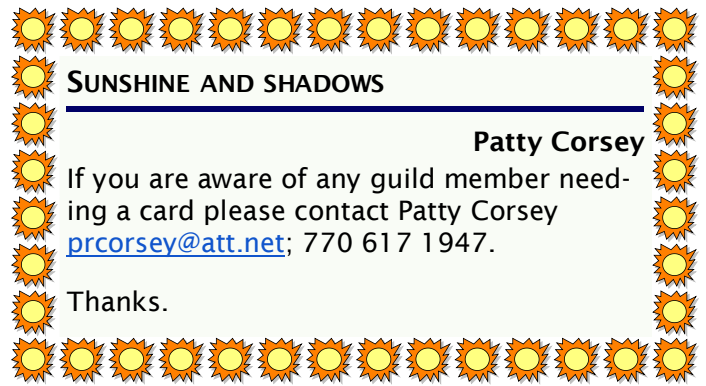 SUNSHINE AND SHADOWS
Patty Corsey
If you are aware of any guild member need-
ing a card please contact Patty Corsey
prcorsey@att.net; 770 617 1947.
Thanks.